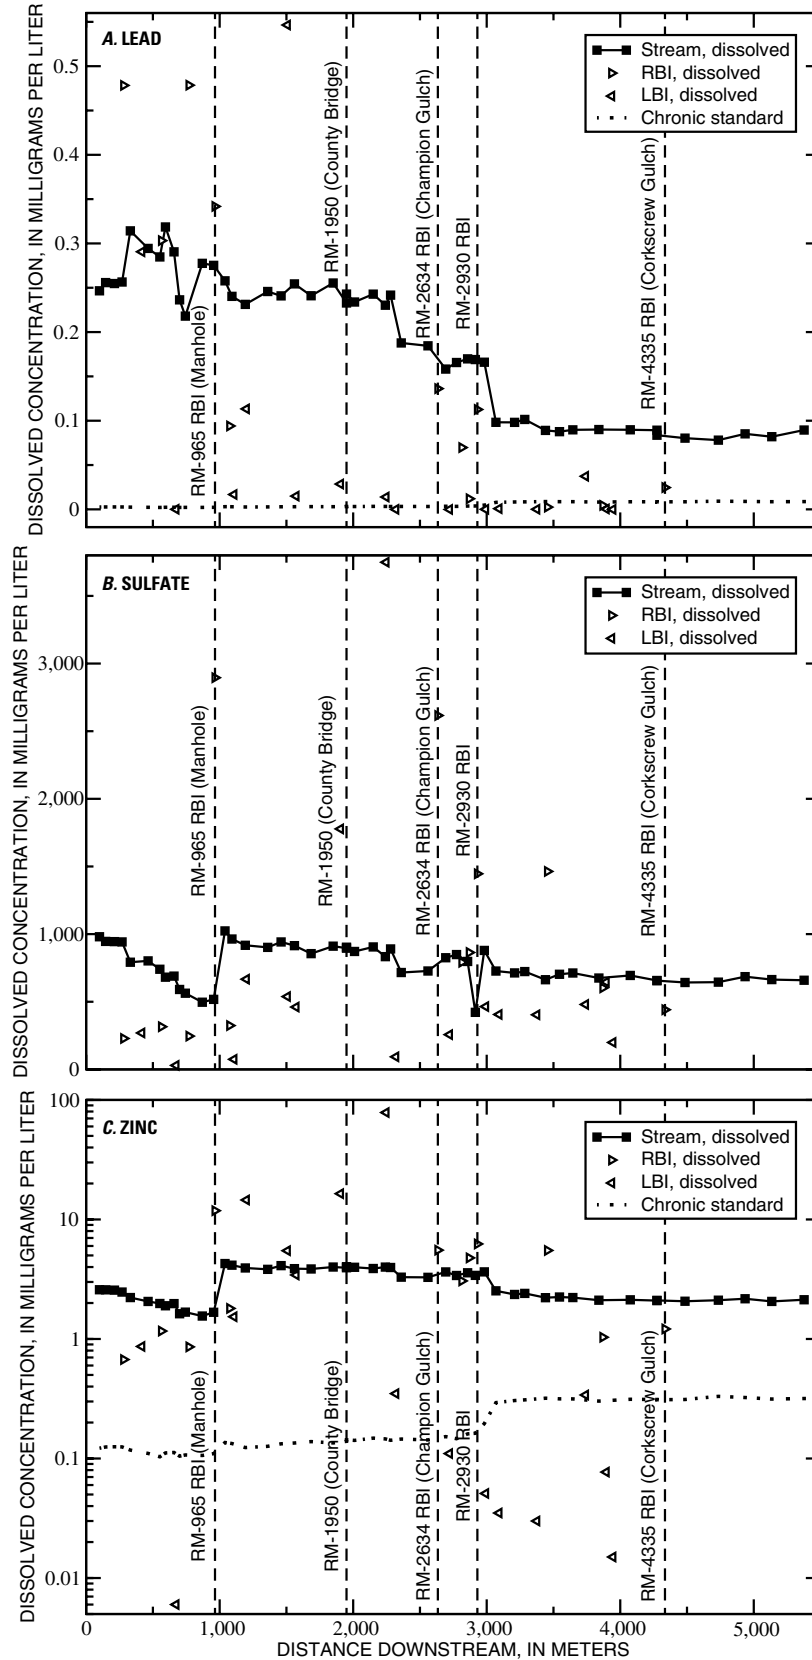 A. LEAD
DISSOLVED CONCENTRATION, IN MILLIGRAMS PER LITER
0.5
0.4
0.3
0.2
0.1
0
Stream, dissolved
RBI, dissolved
LBI, dissolved
Chronic standard
RM-965 RBI (Manhole)
RM-1950 (County Bridge)
RM-2634 RBI (Champion Gulch)
RM-2930 RBI
RM-4335 RBI (Corkscrew Gulch)
B. SULFATE
DISSOLVED CONCENTRATION, IN MILLIGRAMS PER LITER
3,000
2,000
1,000
0
Stream, dissolved
RBI, dissolved
LBI, dissolved
RM-965 RBI (Manhole)
RM-1950 (County Bridge)
RM-2634 RBI (Champion Gulch)
RM-2930 RBI
RM-4335 RBI (Corkscrew Gulch)
C. ZINC
DISSOLVED CONCENTRATION, IN MILLIGRAMS PER LITER
100
10
1
0.1
0.01
Stream, dissolved
RBI, dissolved
LBI, dissolved
Chronic standard
RM-965 RBI (Manhole)
RM-1950 (County Bridge)
RM-2634 RBI (Champion Gulch)
RM-2930 RBI
RM-4335 RBI (Corkscrew Gulch)
0 1,000 2,000 3,000 4,000 5,000
DISTANCE DOWNSTREAM, IN METERS